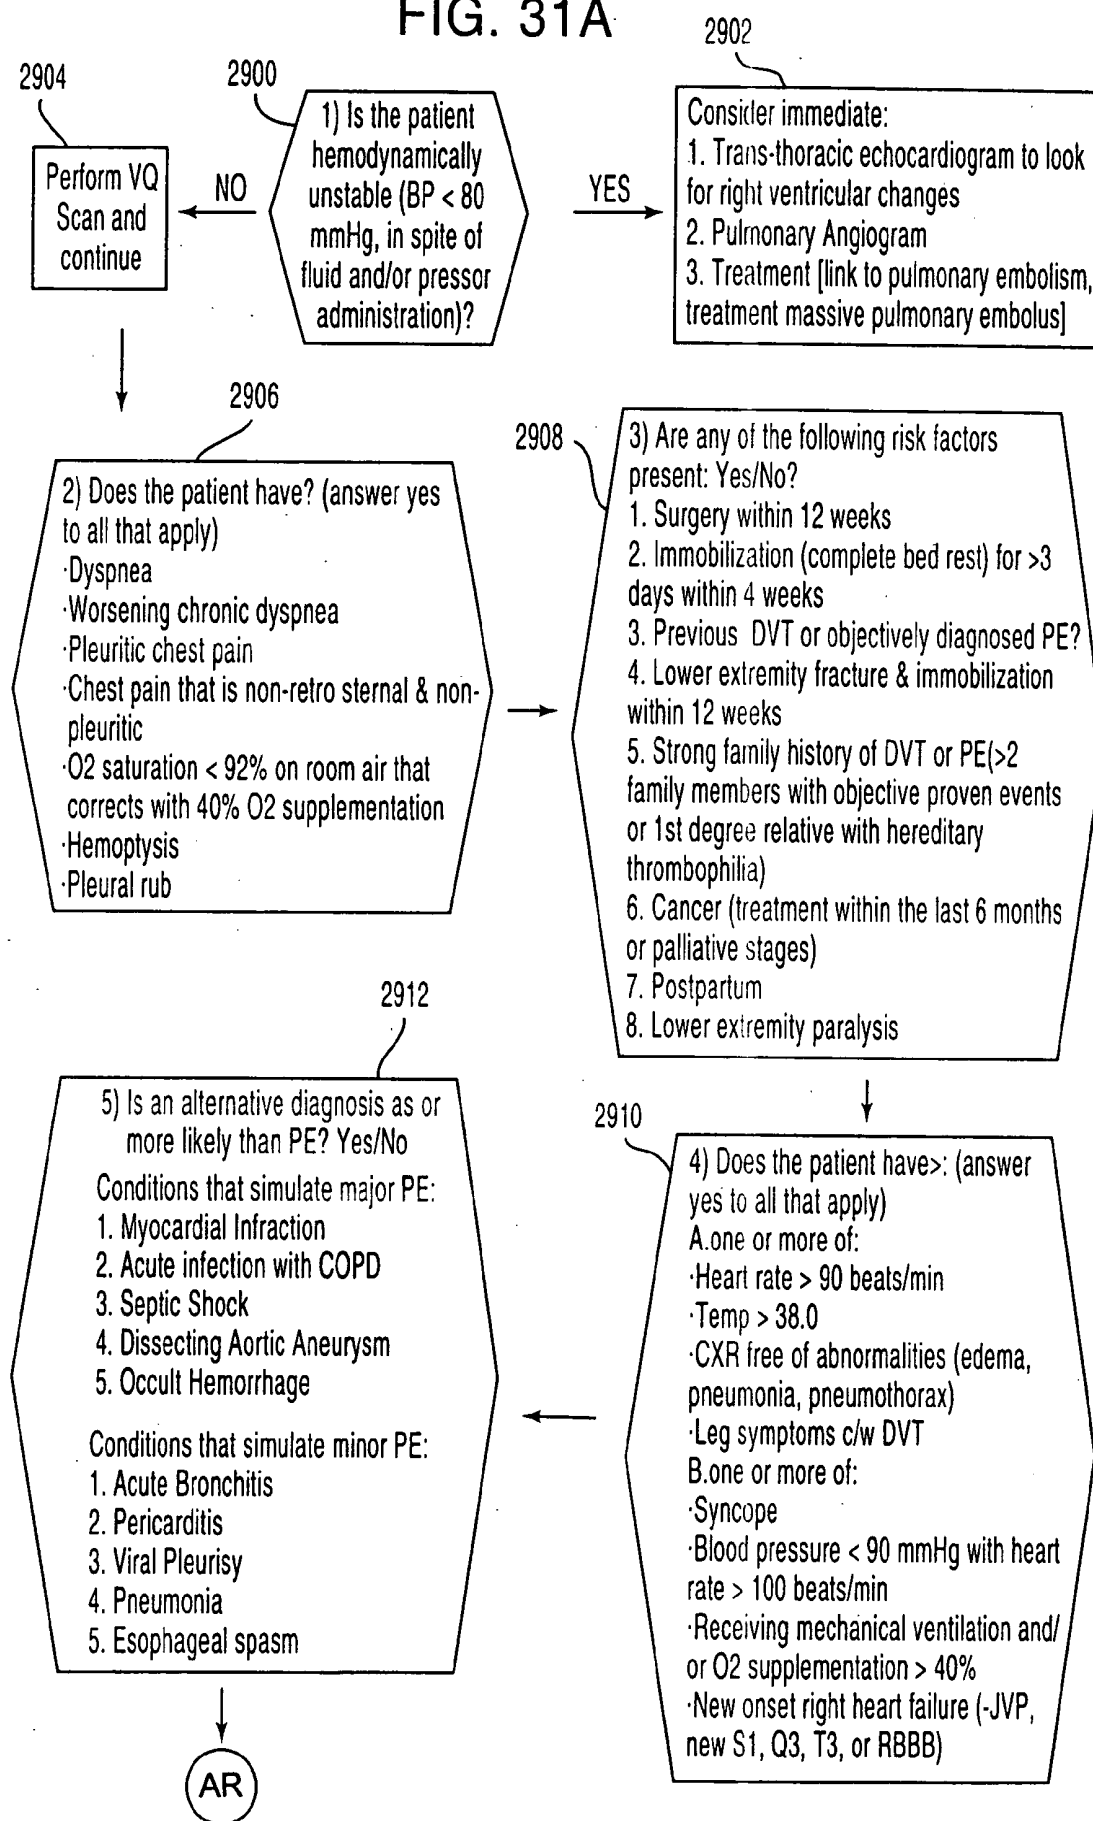 FIG. 31A
2904
Perform VQ
Scan and
continue
NO
2900
1) Is the patient
hemodynamically
unstable (BP < 80
mmHg, in spite of
fluid and/or pressor
administration)?
YES
2902
Consider immediate:
1. Trans-thoracic echocardiogram to look
for right ventricular changes
2. Pulmonary Angiogram
3. Treatment [link to pulmonary embolism,
treatment massive pulmonary embolus]
2906
2) Does the patient have? (answer yes
to all that apply)
·Dyspnea
·Worsening chronic dyspnea
·Pleuritic chest pain
·Chest pain that is non-retro sternal & non-
pleuritic
·O2 saturation < 92% on room air that
corrects with 40% O2 supplementation
·Hemoptysis
·Pleural rub
2908
3) Are any of the following risk factors
present: Yes/No?
1. Surgery within 12 weeks
2. Immobilization (complete bed rest) for >3
days within 4 weeks
3. Previous DVT or objectively diagnosed PE?
4. Lower extremity fracture & immobilization
within 12 weeks
5. Strong family history of DVT or PE(>2
family members with objective proven events
or 1st degree relative with hereditary
thrombophilia)
6. Cancer (treatment within the last 6 months
or palliative stages)
7. Postpartum
8. Lower extremity paralysis
2910
4) Does the patient have>: (answer
yes to all that apply)
A.one or more of:
·Heart rate > 90 beats/min
·Temp > 38.0
·CXR free of abnormalities (edema,
pneumonia, pneumothorax)
·Leg symptoms c/w DVT
B.one or more of:
·Syncope
·Blood pressure < 90 mmHg with heart
rate > 100 beats/min
·Receiving mechanical ventilation and/
or O2 supplementation > 40%
·New onset right heart failure (-JVP,
new S1, Q3, T3, or RBBB)
2912
5) Is an alternative diagnosis as or
more likely than PE? Yes/No
Conditions that simulate major PE:
1. Myocardial Infraction
2. Acute infection with COPD
3. Septic Shock
4. Dissecting Aortic Aneurysm
5. Occult Hemorrhage
Conditions that simulate minor PE:
1. Acute Bronchitis
2. Pericarditis
3. Viral Pleurisy
4. Pneumonia
5. Esophageal spasm
AR